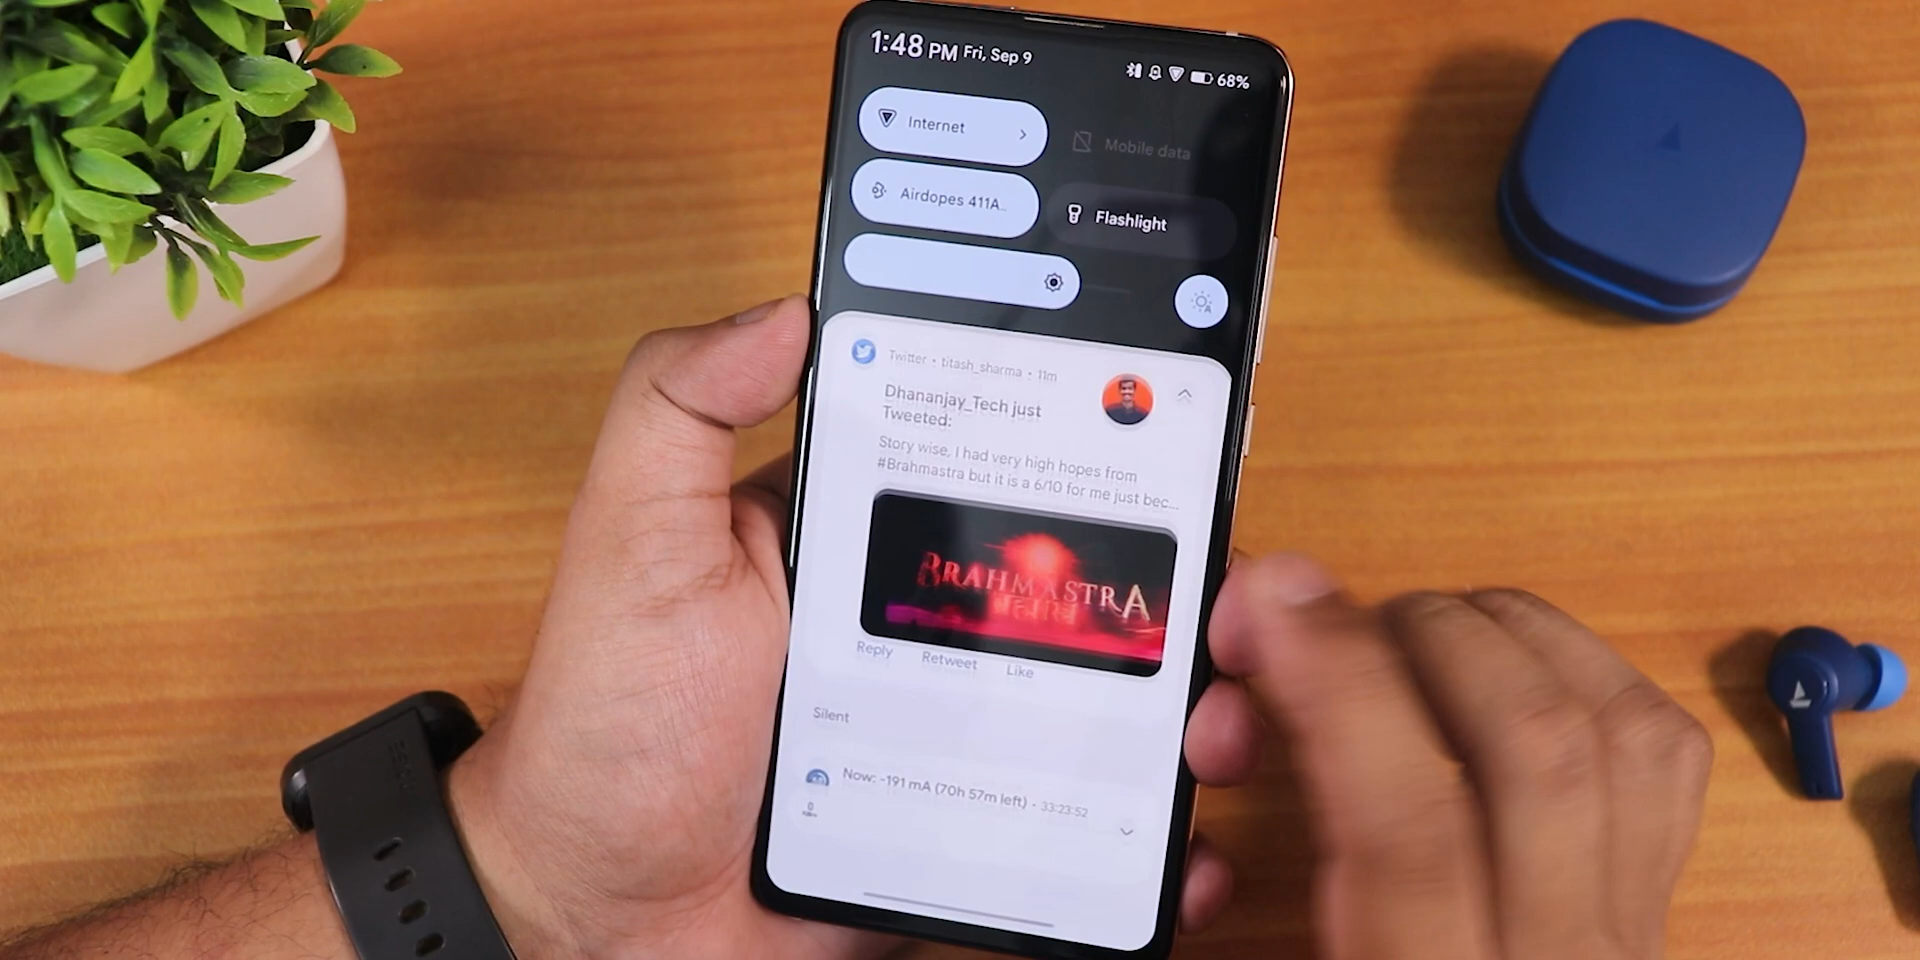 1:48 PM Fri, Sep 9
68%
Internet
Mobile data
Airdopes 411A..
Flashlight
Twitter • titash_sharma • 11m
Dhananjay_Tech just
Tweeted:
Story wise, I had very high hopes from
#Brahmastra but it is a 6/10 for me just bec...
BRAHMASTRA
Reply Retweet Like
Silent
Now: -191 mA (70h 57m left) - 33:23:52
0